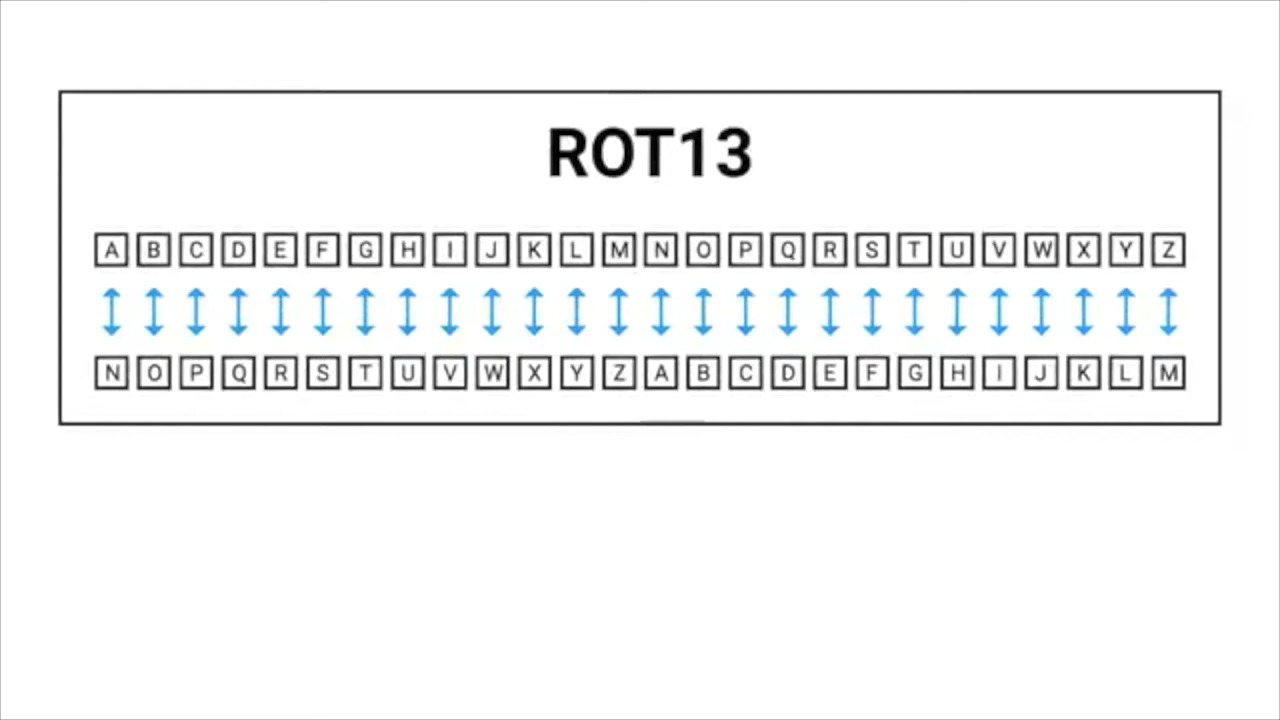 ROT13
A B C D E F G H I J K L M N O P Q R S T U V W X Y Z
N O P Q R S T U V W X Y Z A B C D E F G H I J K L M